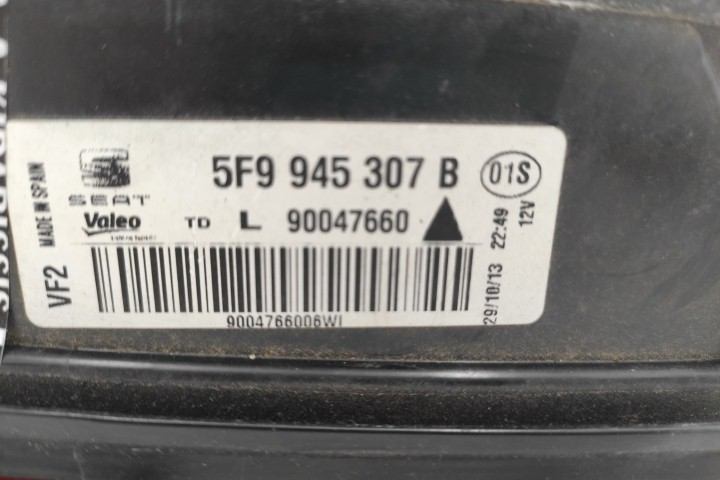 5F9 945 307 B
01S
SEAT
Valeo
TD L 90047660
9004766006WI
MADE IN SPAIN
VF2
29/10/13 22:49
12V